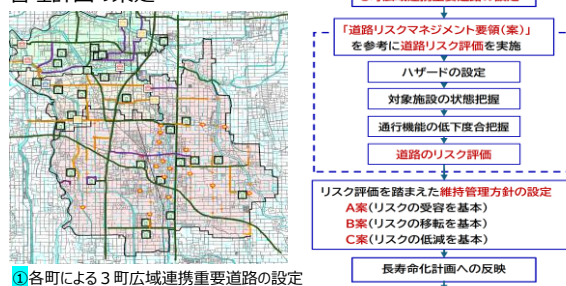 「道路リスクマネジメント要領(案)」
を参考に道路リスク評価を実施
ハザードの設定
対象施設の状態把握
通行機能の低下度合把握
道路のリスク評価
リスク評価を踏まえた維持管理方針の設定
A案(リスクの受容を基本)
B案(リスクの移転を基本)
C案(リスクの低減を基本)
長寿命化計画への反映
①各町による3町広域連携重要道路の設定